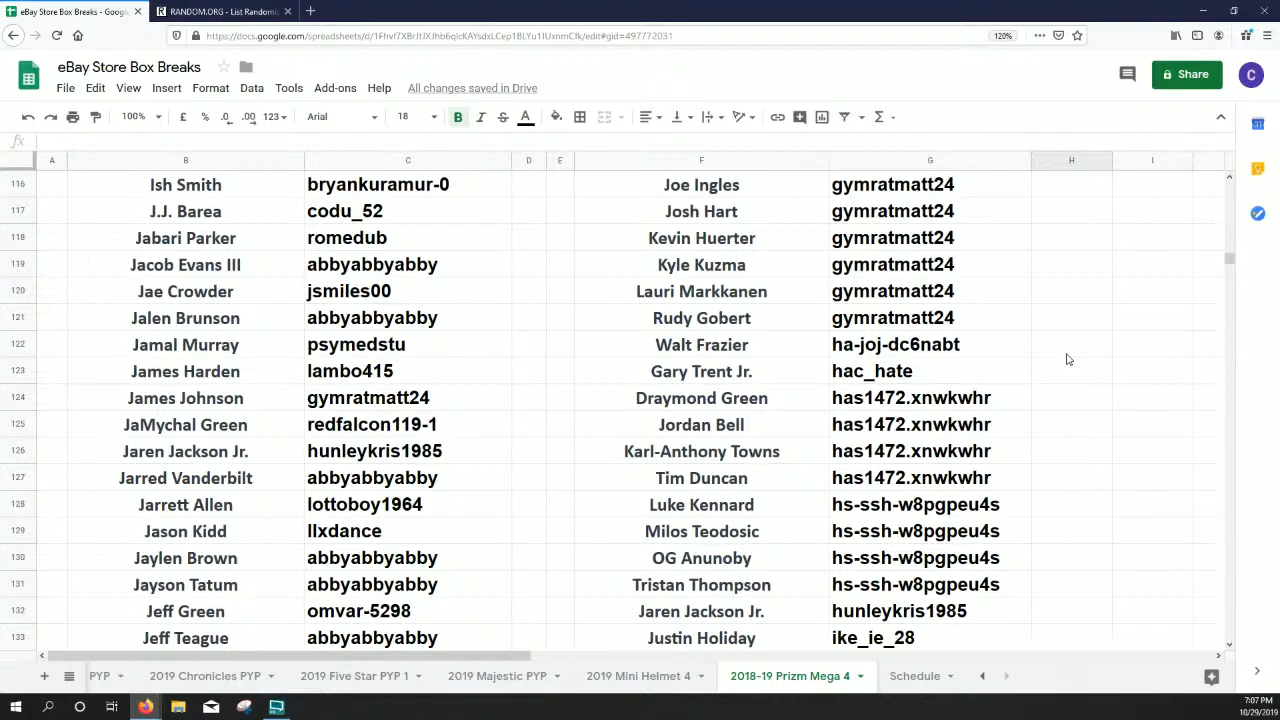 eBay Store Box Breaks - Google
RANDOM.ORG - List Randomi
120%
eBay Store Box Breaks
Share
File Edit View Insert Format Data Tools Add-ons Help All changes saved in Drive
100% £ % .0 .00 123 Arial 18 B I S A
fx
A B C D E F G H I
116 Ish Smith bryankuramur-0 Joe Ingles gymratmatt24
117 J.J. Barea codu_52 Josh Hart gymratmatt24
118 Jabari Parker romedub Kevin Huerter gymratmatt24
119 Jacob Evans III abbyabbyabby Kyle Kuzma gymratmatt24
120 Jae Crowder jsmiles00 Lauri Markkanen gymratmatt24
121 Jalen Brunson abbyabbyabby Rudy Gobert gymratmatt24
122 Jamal Murray psymedstu Walt Frazier ha-joj-dc6nabt
123 James Harden lambo415 Gary Trent Jr. hac_hate
124 James Johnson gymratmatt24 Draymond Green has1472.xnwkwhr
125 JaMychal Green redfalcon119-1 Jordan Bell has1472.xnwkwhr
126 Jaren Jackson Jr. hunleykris1985 Karl-Anthony Towns has1472.xnwkwhr
127 Jarred Vanderbilt abbyabbyabby Tim Duncan has1472.xnwkwhr
128 Jarrett Allen lottoboy1964 Luke Kennard hs-ssh-w8pgpeu4s
129 Jason Kidd llxdance Milos Teodosic hs-ssh-w8pgpeu4s
130 Jaylen Brown abbyabbyabby OG Anunoby hs-ssh-w8pgpeu4s
131 Jayson Tatum abbyabbyabby Tristan Thompson hs-ssh-w8pgpeu4s
132 Jeff Green omvar-5298 Jaren Jackson Jr. hunleykris1985
133 Jeff Teague abbyabbyabby Justin Holiday ike_ie_28
PYP 2019 Chronicles PYP 2019 Five Star PYP 1 2019 Majestic PYP 2019 Mini Helmet 4 2018-19 Prizm Mega 4 Schedule
7:07 PM
10/29/2019